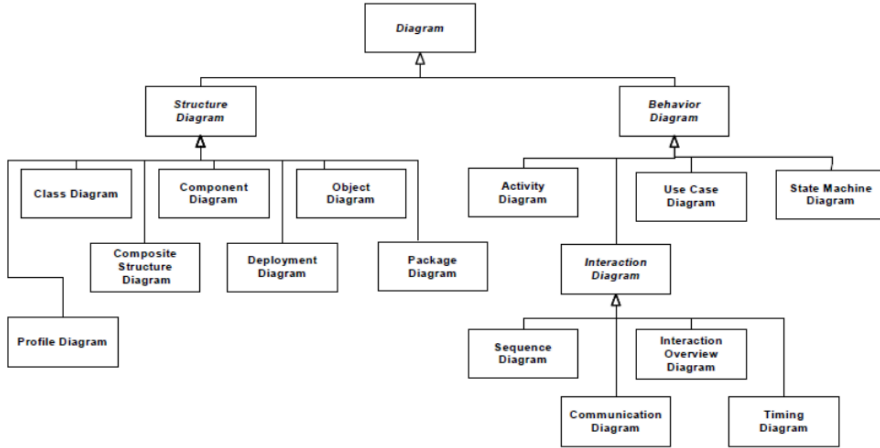 Diagram
Structure
Diagram
Behavior
Diagram
Class Diagram
Component
Diagram
Object
Diagram
Activity
Diagram
Use Case
Diagram
State Machine
Diagram
Composite
Structure
Diagram
Deployment
Diagram
Package
Diagram
Interaction
Diagram
Profile Diagram
Sequence
Diagram
Interaction
Overview
Diagram
Communication
Diagram
Timing
Diagram